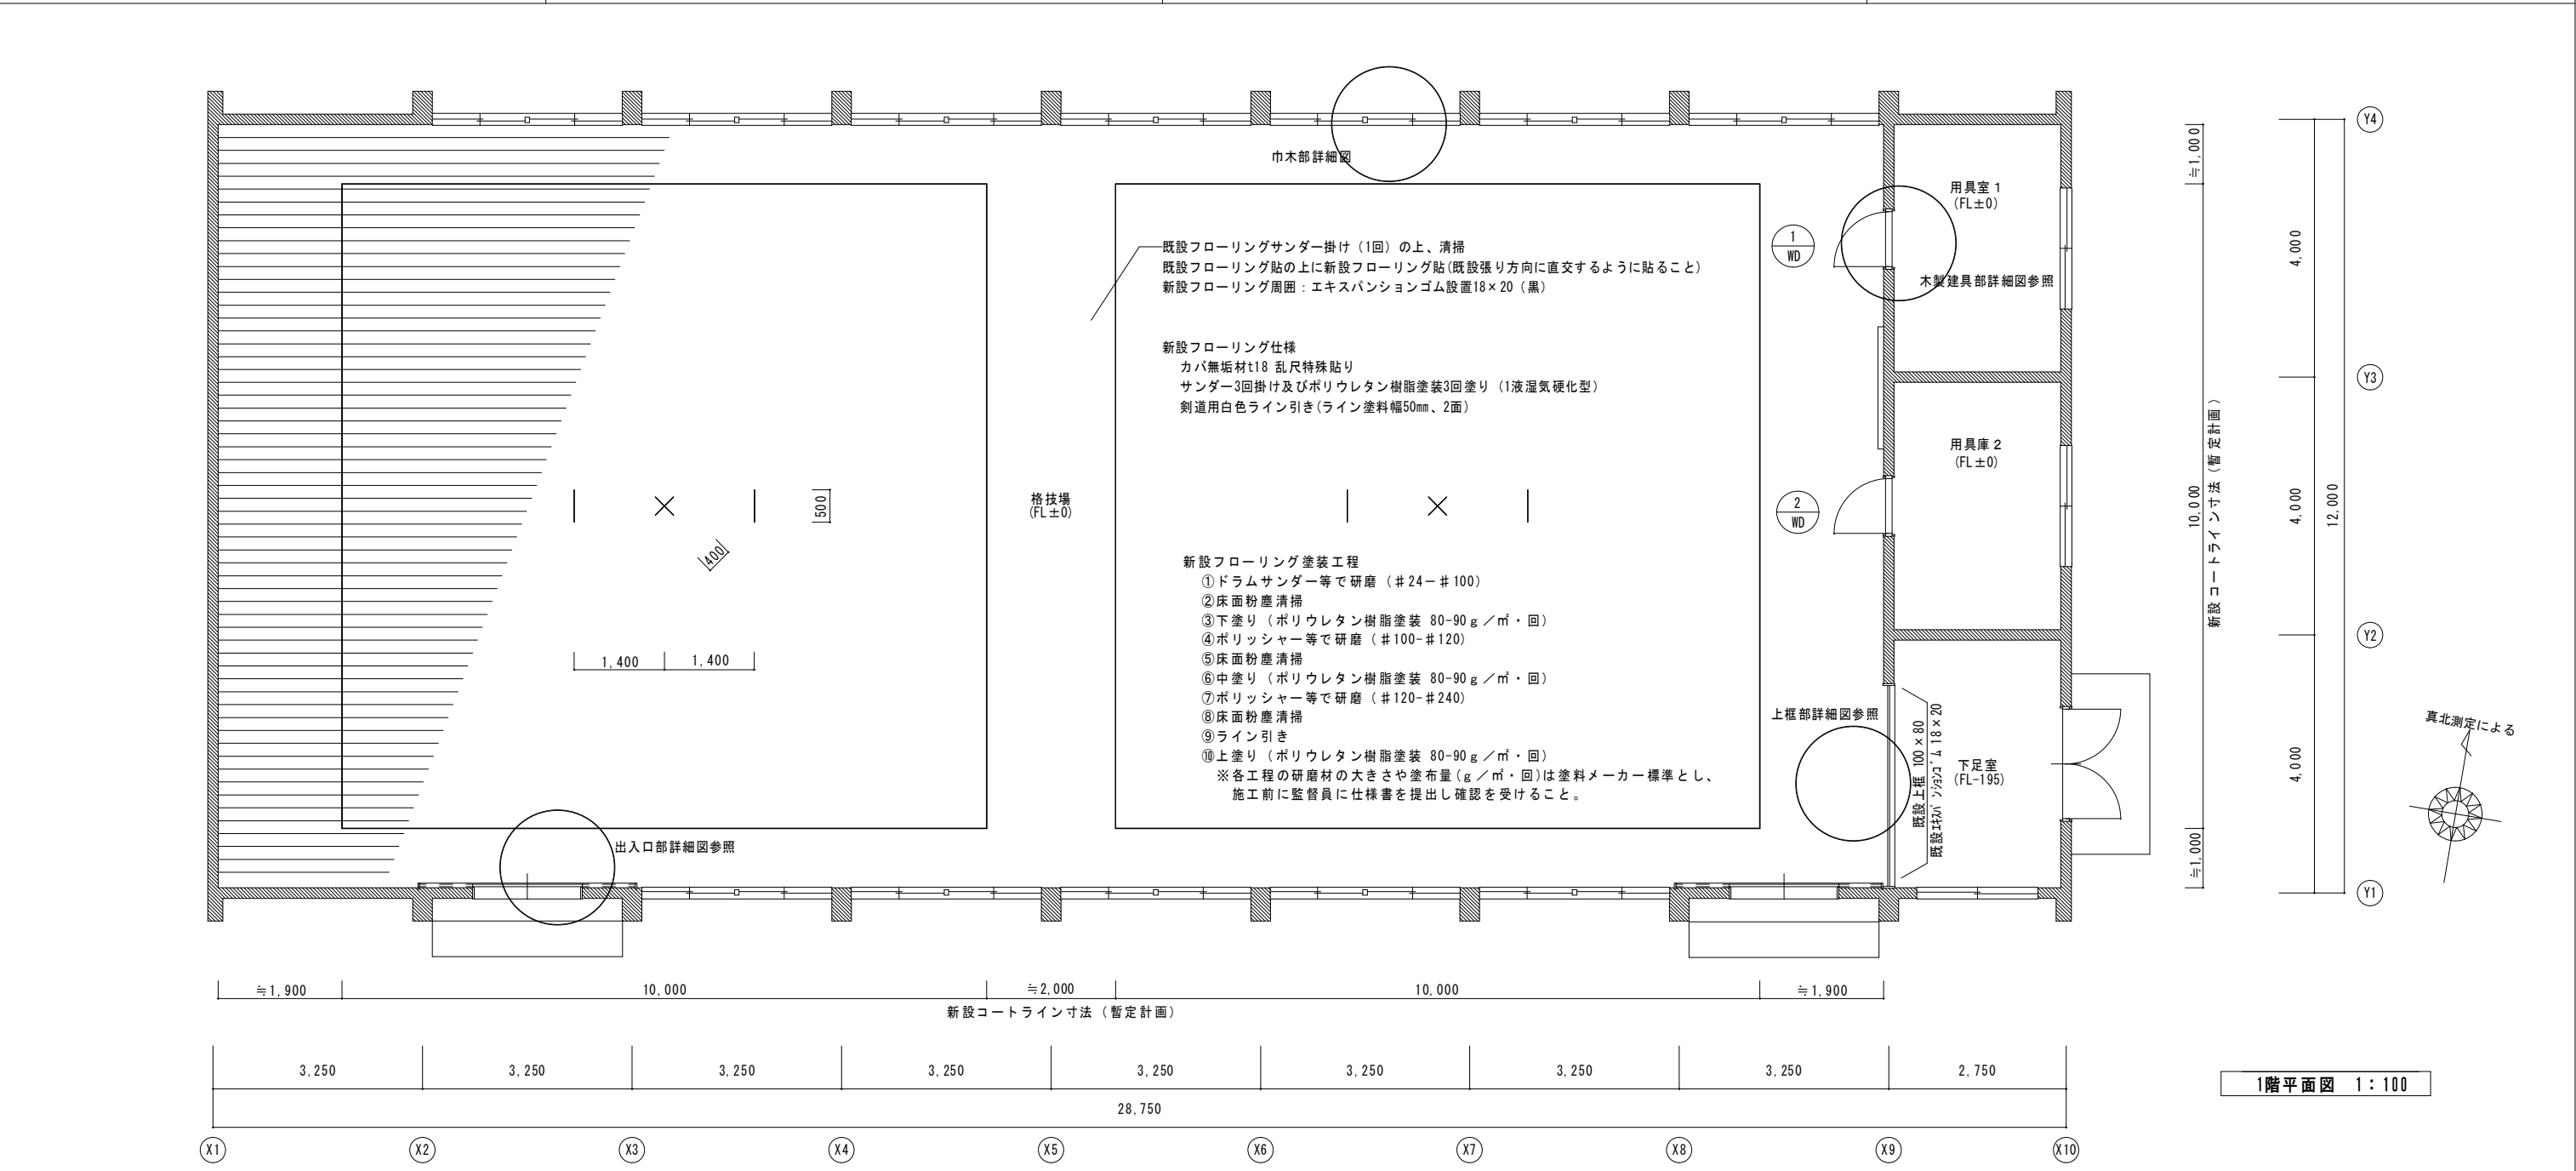 巾木部詳細図
用具室１
(FL±0)
既設フローリングサンダー掛け（1回）の上、清掃
既設フローリング貼の上に新設フローリング貼(既設張り方向に直交するように貼ること)
新設フローリング周囲：エキスパンションゴム設置18×20（黒）
1
WD
木製建具部詳細図参照
新設フローリング仕様
カバ無垢材t18 乱尺特殊貼り
サンダー3回掛け及びポリウレタン樹脂塗装3回塗り（1液湿気硬化型）
剣道用白色ライン引き(ライン塗料幅50mm、2面)
用具庫２
(FL±0)
500
格技場
(FL±0)
2
WD
400
新設フローリング塗装工程
①ドラムサンダー等で研磨（＃24－＃100）
②床面粉塵清掃
③下塗り（ポリウレタン樹脂塗装 80-90ｇ／㎡・回）
④ポリッシャー等で研磨（＃100-＃120）
⑤床面粉塵清掃
⑥中塗り（ポリウレタン樹脂塗装 80-90ｇ／㎡・回）
⑦ポリッシャー等で研磨（＃120-＃240）
⑧床面粉塵清掃
⑨ライン引き
⑩上塗り（ポリウレタン樹脂塗装 80-90ｇ／㎡・回）
※各工程の研磨材の大きさや塗布量(ｇ／㎡・回)は塗料メーカー標準とし、
施工前に監督員に仕様書を提出し確認を受けること。
1,400
1,400
上框部詳細図参照
既設上框 100×80
既設ｴｷｽﾊﾟﾝｼｮﾝｺﾞﾑ 18×20
下足室
(FL-195)
出入口部詳細図参照
≒1,000
10,000
≒1,000
新設コートライン寸法（暫定計画）
4,000
4,000
4,000
12,000
Y4
Y3
Y2
Y1
真北測定による
≒1,900
10,000
≒2,000
10,000
≒1,900
新設コートライン寸法（暫定計画）
3,250
3,250
3,250
3,250
3,250
3,250
3,250
3,250
2,750
28,750
X1
X2
X3
X4
X5
X6
X7
X8
X9
X10
1階平面図　1：100